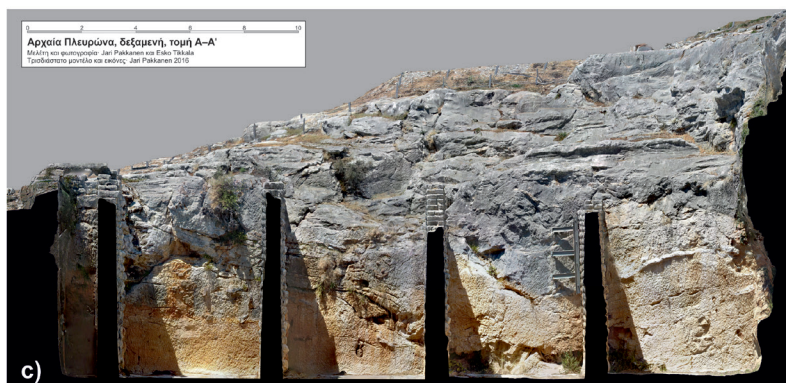 0 2 4 6 8 10
Αρχαία Πλευρώνα, δεξαμενή, τομή Α–Α'
Μελέτη και φωτογραφία: Jari Pakkanen και Esko Tikkala
Τρισδιάστατο μοντέλο και εικόνες: Jari Pakkanen 2016
c)